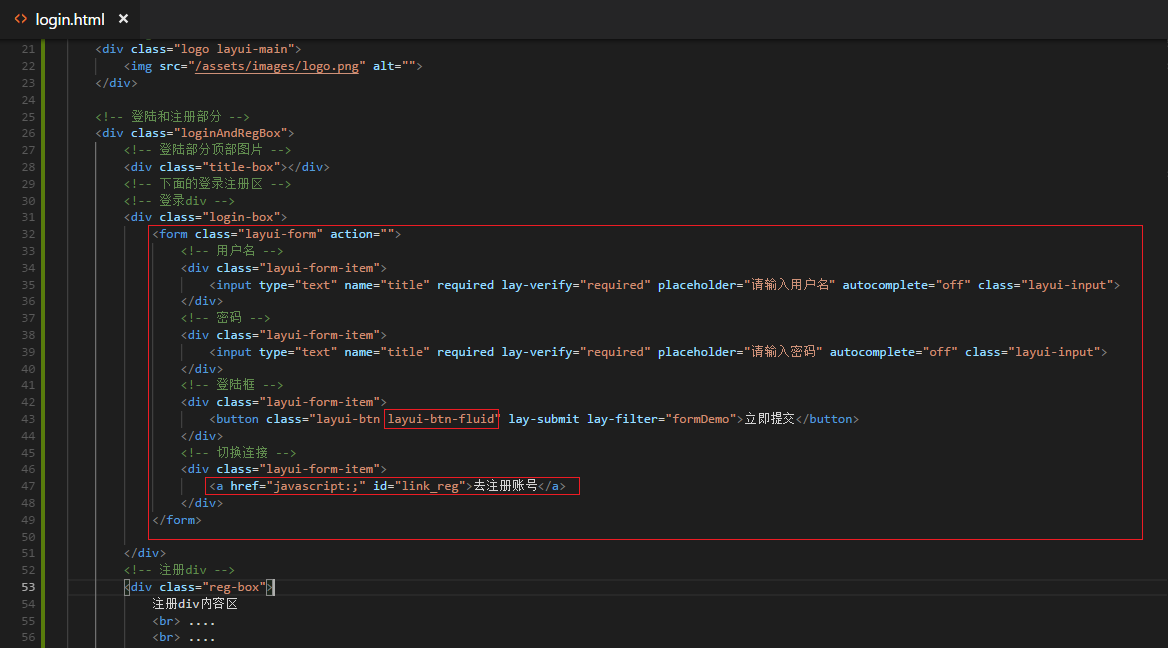 <> login.html ×
21 <div class="logo layui-main">
22 <img src="/assets/images/logo.png" alt="">
23 </div>
24
25 <!-- 登陆和注册部分 -->
26 <div class="loginAndRegBox">
27 <!-- 登陆部分顶部图片 -->
28 <div class="title-box"></div>
29 <!-- 下面的登录注册区 -->
30 <!-- 登录div -->
31 <div class="login-box">
32 <form class="layui-form" action="">
33 <!-- 用户名 -->
34 <div class="layui-form-item">
35 <input type="text" name="title" required lay-verify="required" placeholder="请输入用户名" autocomplete="off" class="layui-input">
36 </div>
37 <!-- 密码 -->
38 <div class="layui-form-item">
39 <input type="text" name="title" required lay-verify="required" placeholder="请输入密码" autocomplete="off" class="layui-input">
40 </div>
41 <!-- 登陆框 -->
42 <div class="layui-form-item">
43 <button class="layui-btn layui-btn-fluid" lay-submit lay-filter="formDemo">立即提交</button>
44 </div>
45 <!-- 切换连接 -->
46 <div class="layui-form-item">
47 <a href="javascript:;" id="link_reg">去注册账号</a>
48 </div>
49 </form>
50
51 </div>
52 <!-- 注册div -->
53 <div class="reg-box">
54 注册div内容区
55 <br> ....
56 <br> ....